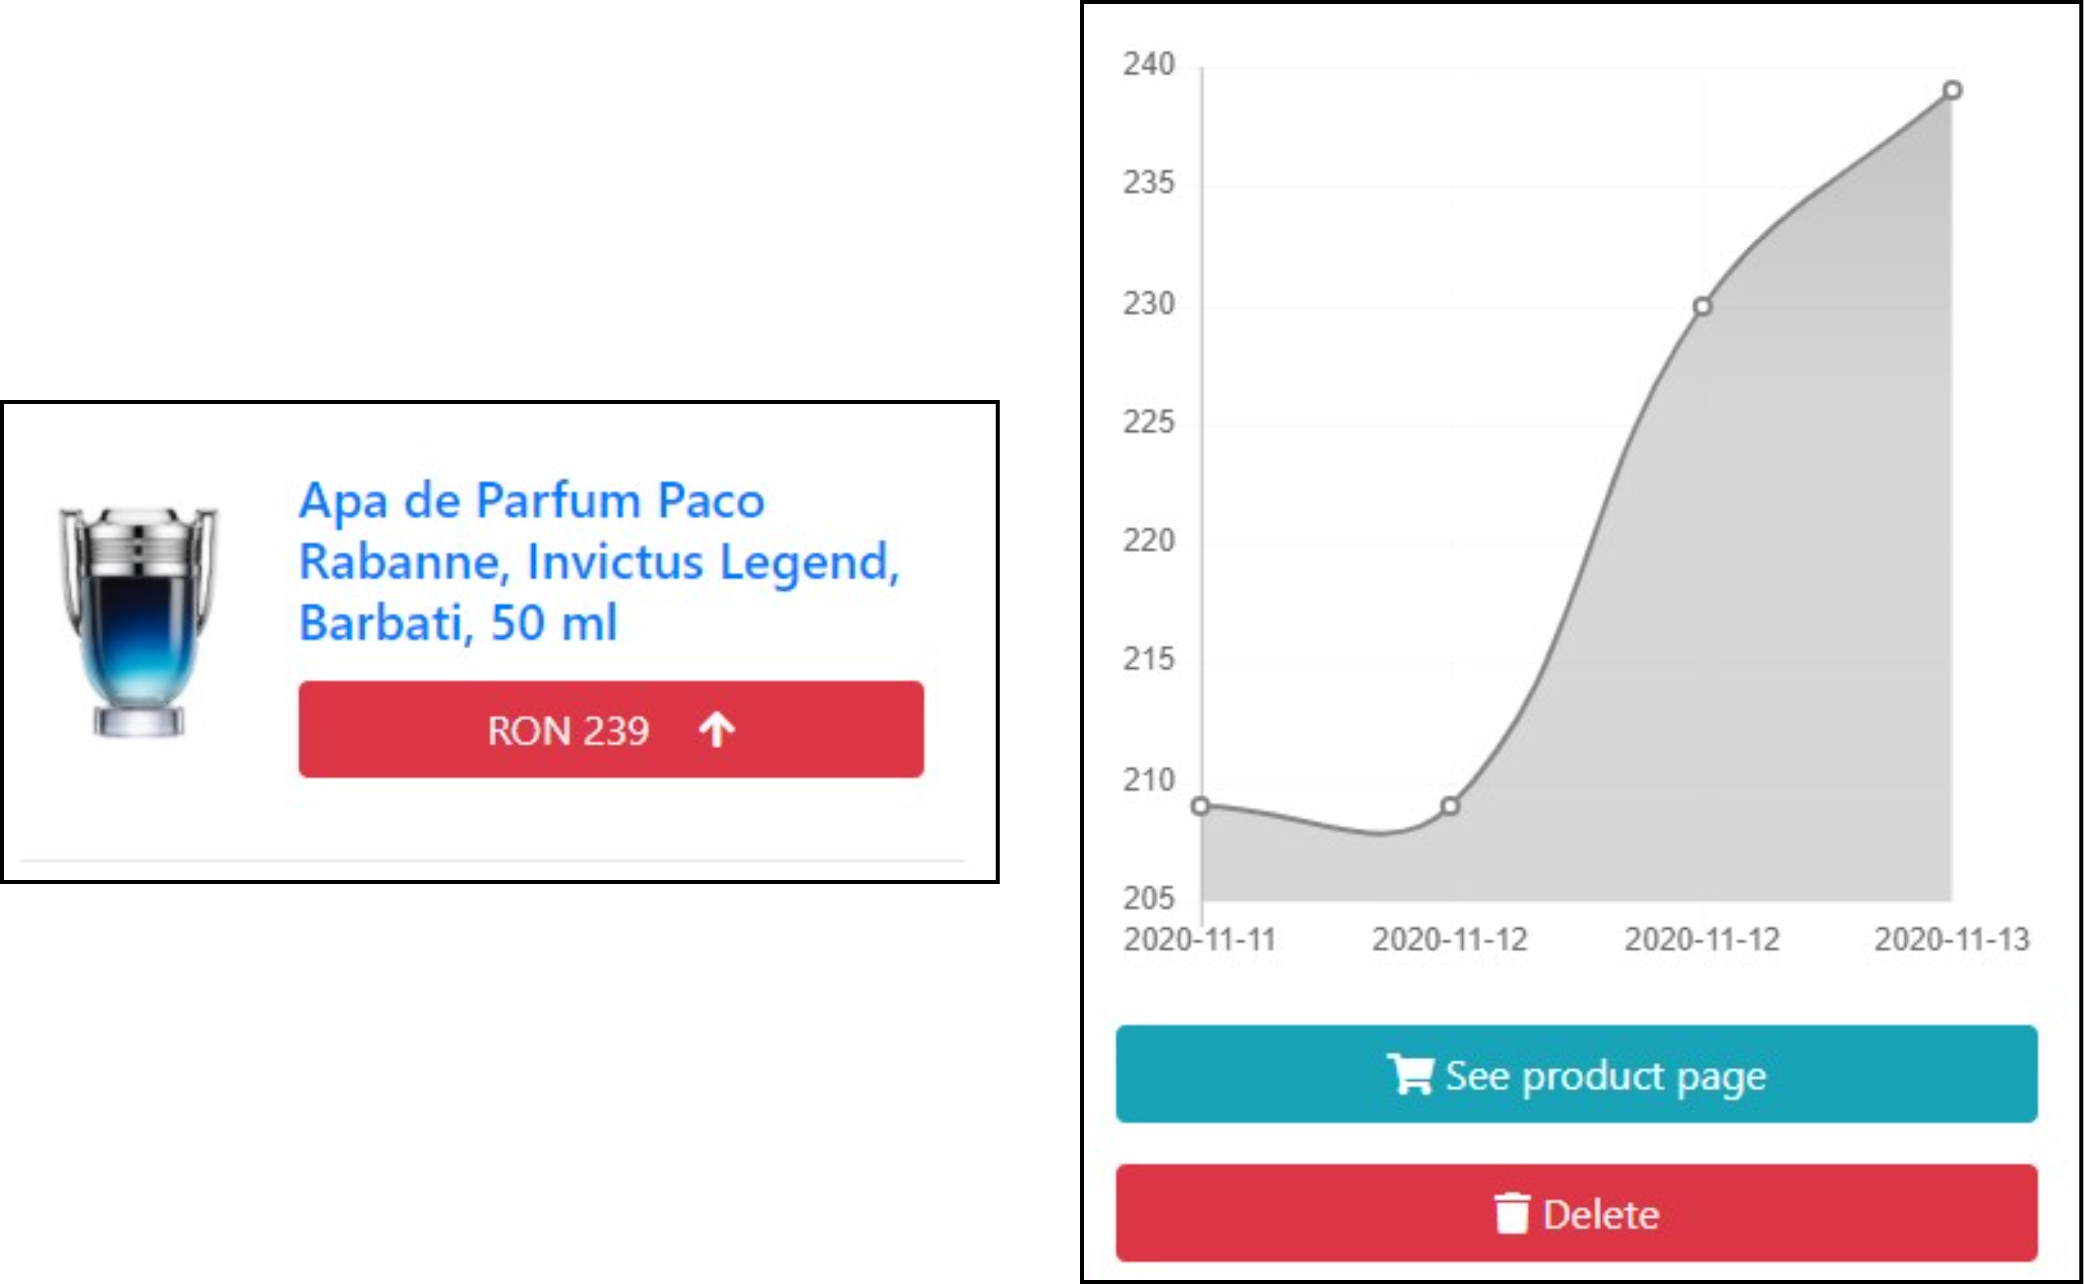 Apa de Parfum Paco
Rabanne, Invictus Legend,
Barbati, 50 ml
RON 239
240
235
230
225
220
215
210
205
2020-11-11 2020-11-12 2020-11-12 2020-11-13
See product page
Delete